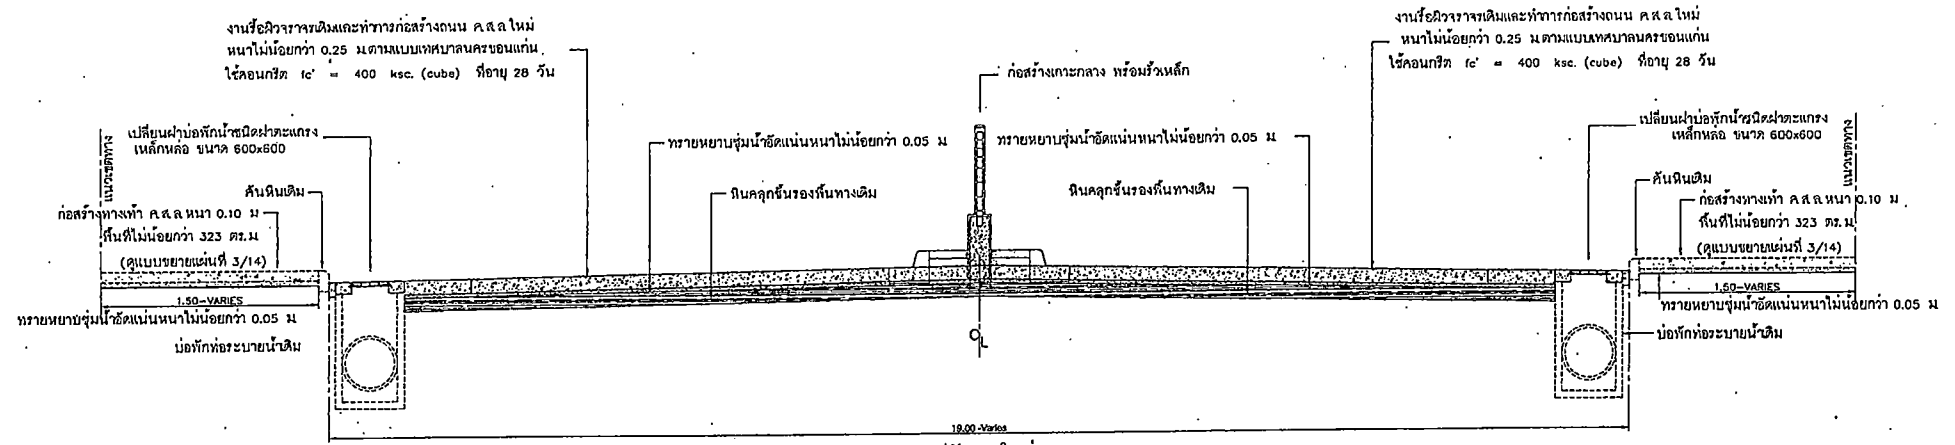 งานรื้อผิวจราจรเดิมและทำการก่อสร้างถนน ค.ส.ล.ใหม่
หนาไม่น้อยกว่า 0.25 ม.ตามแบบเทศบาลนครขอนแก่น
ใช้คอนกรีต fc' = 400 ksc. (cube) ที่อายุ 28 วัน
งานรื้อผิวจราจรเดิมและทำการก่อสร้างถนน ค.ส.ล.ใหม่
หนาไม่น้อยกว่า 0.25 ม.ตามแบบเทศบาลนครขอนแก่น
ใช้คอนกรีต fc' = 400 ksc. (cube) ที่อายุ 28 วัน
ก่อสร้างเกาะกลาง พร้อมรั้วเหล็ก
แนวเขตทาง
เปลี่ยนฝาบ่อพักน้ำชนิดฝาตะแกรง
เหล็กหล่อ ขนาด 600x600
ทรายหยาบชุ่มน้ำอัดแน่นหนาไม่น้อยกว่า 0.05 ม
ทรายหยาบชุ่มน้ำอัดแน่นหนาไม่น้อยกว่า 0.05 ม
เปลี่ยนฝาบ่อพักน้ำชนิดฝาตะแกรง
เหล็กหล่อ ขนาด 600x600
แนวเขตทาง
คันหินเดิม
หินคลุกชั้นรองพื้นทางเดิม
หินคลุกชั้นรองพื้นทางเดิม
คันหินเดิม
ก่อสร้างทางเท้า ค.ส.ล.หนา 0.10 ม
พื้นที่ไม่น้อยกว่า 323 ตร.ม
(ดูแบบขยายแผ่นที่ 3/14)
ก่อสร้างทางเท้า ค.ส.ล.หนา 0.10 ม
พื้นที่ไม่น้อยกว่า 323 ตร.ม
(ดูแบบขยายแผ่นที่ 3/14)
1.50-VARIES
1.50-VARIES
ทรายหยาบชุ่มน้ำอัดแน่นหนาไม่น้อยกว่า 0.05 ม
ทรายหยาบชุ่มน้ำอัดแน่นหนาไม่น้อยกว่า 0.05 ม
บ่อพักท่อระบายน้ำเดิม
บ่อพักท่อระบายน้ำเดิม
CL
19.00-Varies